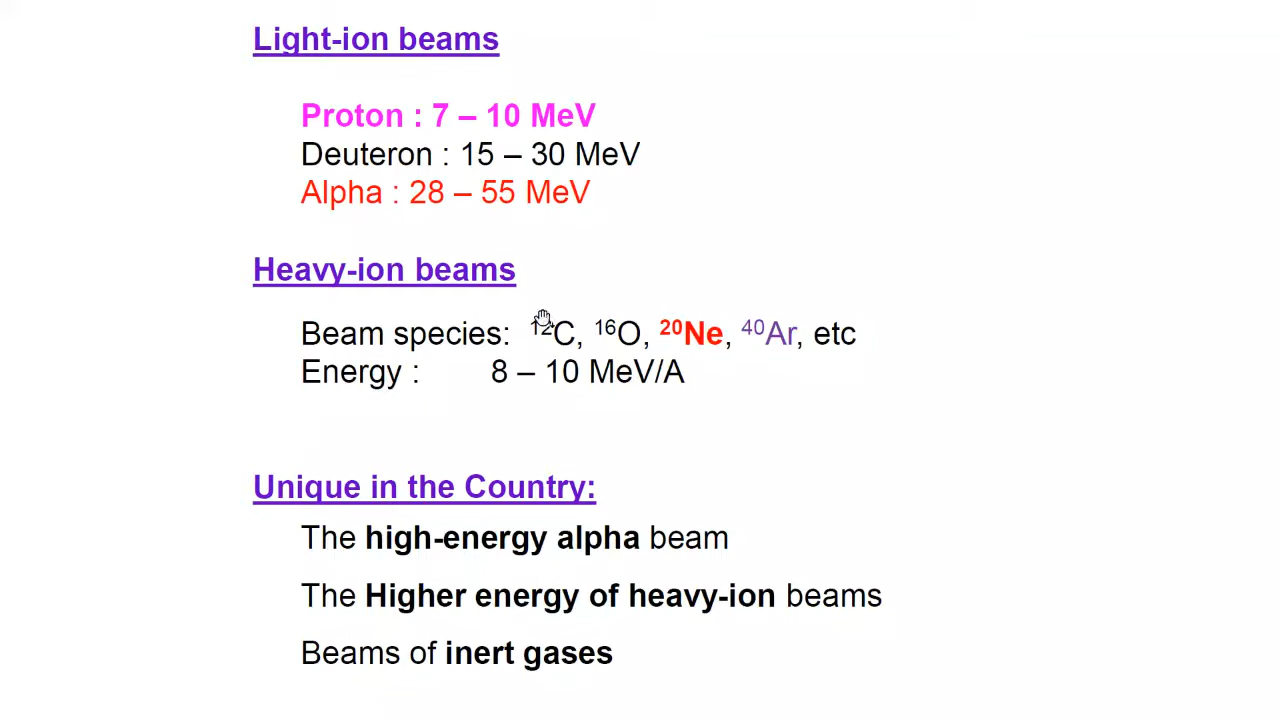 Light-ion beams
Proton : 7 – 10 MeV
Deuteron : 15 – 30 MeV
Alpha : 28 – 55 MeV
Heavy-ion beams
Beam species: ¹²C, ¹⁶O, ²⁰Ne, ⁴⁰Ar, etc
Energy : 8 – 10 MeV/A
Unique in the Country:
The high-energy alpha beam
The Higher energy of heavy-ion beams
Beams of inert gases